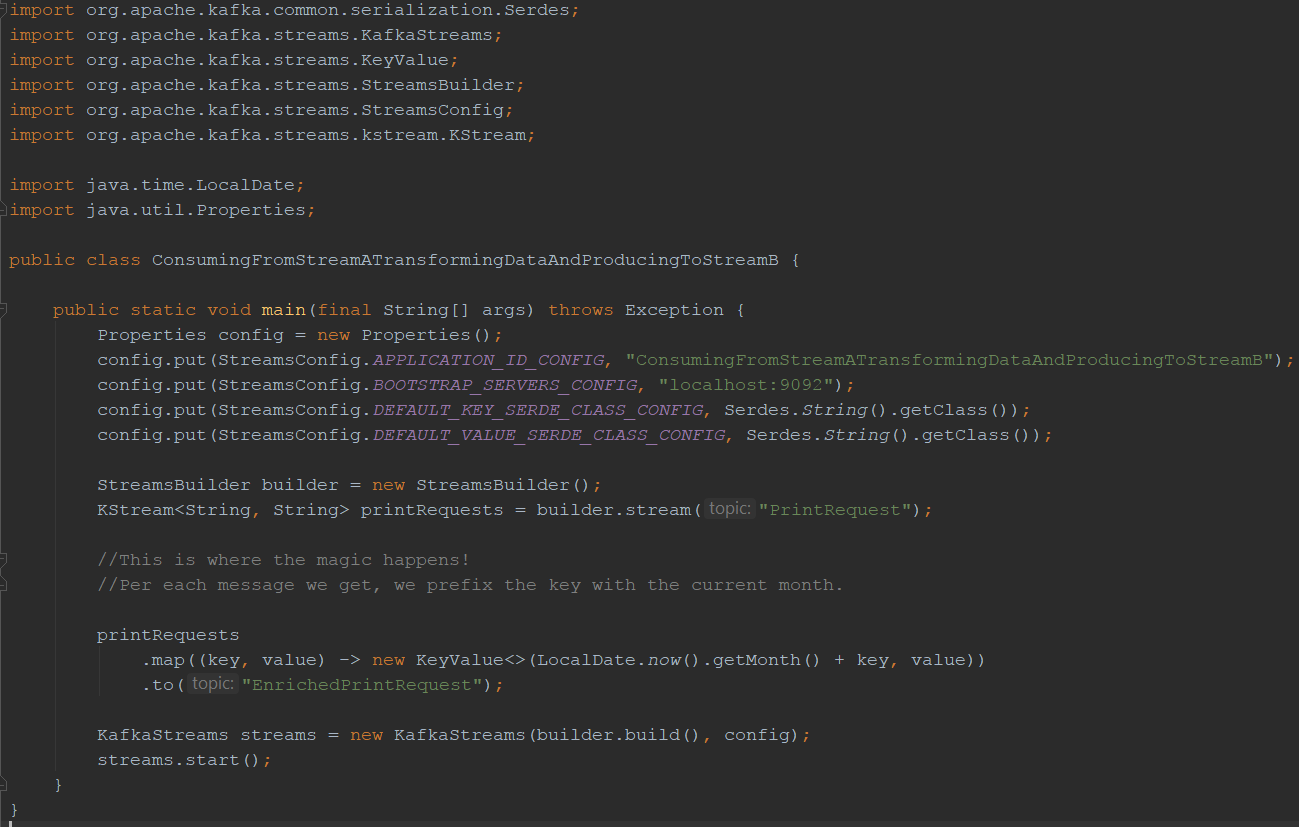 import org.apache.kafka.common.serialization.Serdes;
import org.apache.kafka.streams.KafkaStreams;
import org.apache.kafka.streams.KeyValue;
import org.apache.kafka.streams.StreamsBuilder;
import org.apache.kafka.streams.StreamsConfig;
import org.apache.kafka.streams.kstream.KStream;

import java.time.LocalDate;
import java.util.Properties;

public class ConsumingFromStreamATransformingDataAndProducingToStreamB {

    public static void main(final String[] args) throws Exception {
        Properties config = new Properties();
        config.put(StreamsConfig.APPLICATION_ID_CONFIG, "ConsumingFromStreamATransformingDataAndProducingToStreamB");
        config.put(StreamsConfig.BOOTSTRAP_SERVERS_CONFIG, "localhost:9092");
        config.put(StreamsConfig.DEFAULT_KEY_SERDE_CLASS_CONFIG, Serdes.String().getClass());
        config.put(StreamsConfig.DEFAULT_VALUE_SERDE_CLASS_CONFIG, Serdes.String().getClass());

        StreamsBuilder builder = new StreamsBuilder();
        KStream<String, String> printRequests = builder.stream( topic: "PrintRequest");

        //This is where the magic happens!
        //Per each message we get, we prefix the key with the current month.

        printRequests
            .map((key, value) -> new KeyValue<>(LocalDate.now().getMonth() + key, value))
            .to( topic: "EnrichedPrintRequest");

        KafkaStreams streams = new KafkaStreams(builder.build(), config);
        streams.start();
    }
}